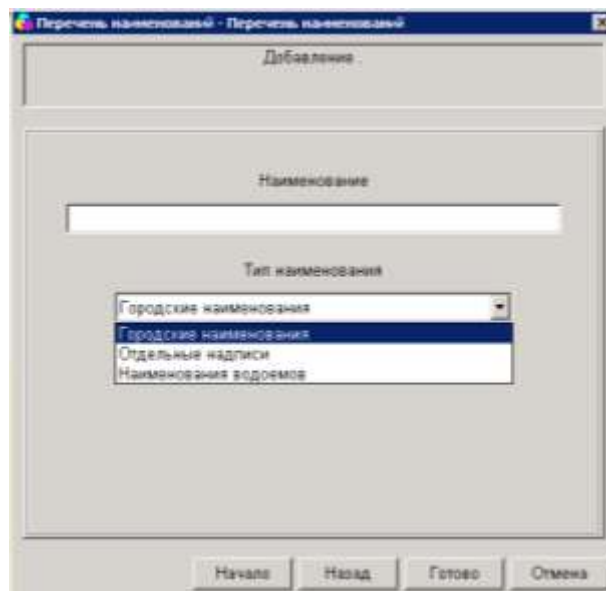 Перечень наименований - Перечень наименований
Добавление
Наименование
Тип наименования
Городские наименования
Городские наименования
Отдельные надписи
Наименования водоемов
Начало Назад Готово Отмена